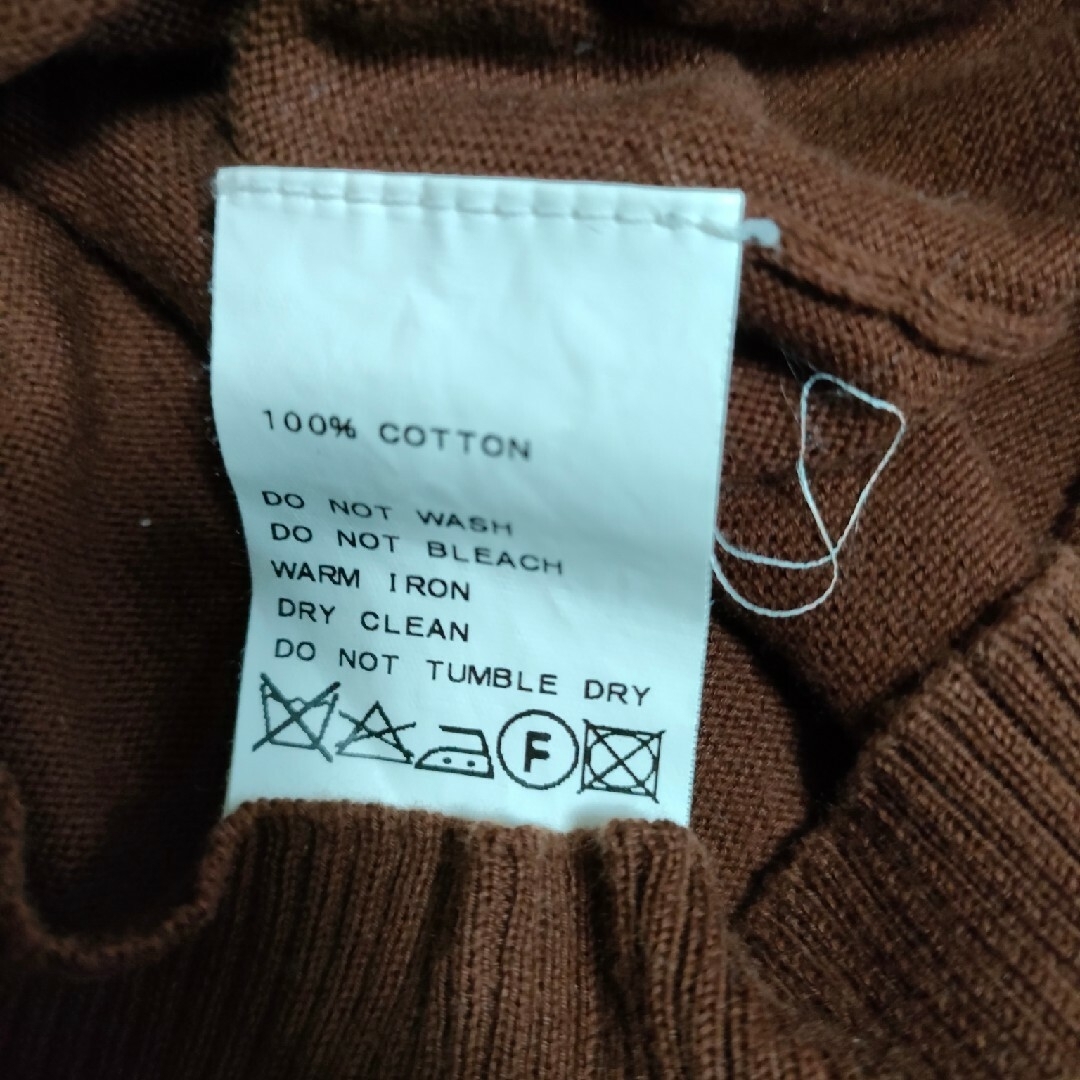 100% COTTON
DO NOT WASH
DO NOT BLEACH
WARM IRON
DRY CLEAN
DO NOT TUMBLE DRY
F